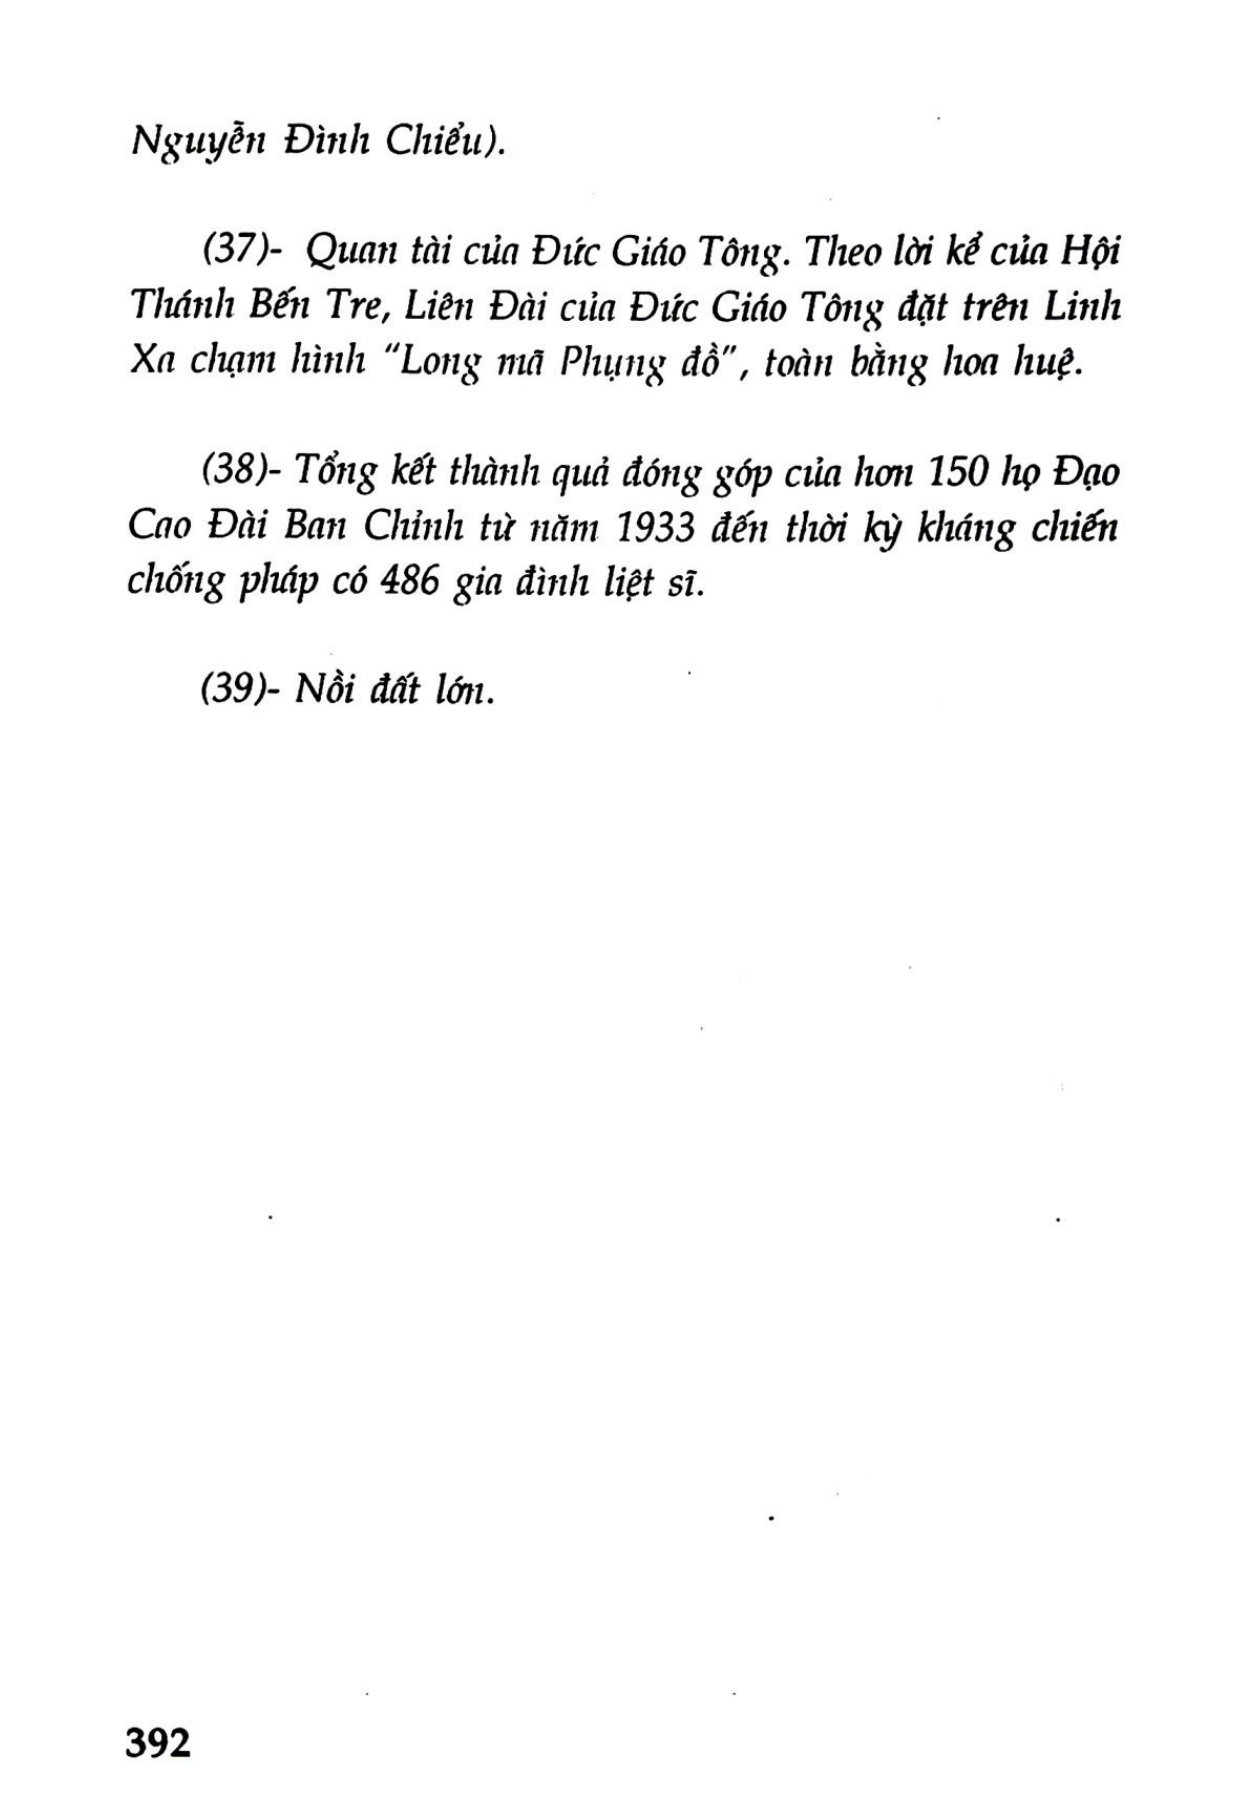 Nguyễn Đình Chiểu).
(37)- Quan tài của Đức Giáo Tông. Theo lời kể của Hội
Thánh Bến Tre, Liên Đài của Đức Giáo Tông đặt trên Linh
Xa chạm hình “Long mã Phụng đồ”, toàn bằng hoa huệ.
(38)- Tổng kết thành quả đóng góp của hơn 150 họ Đạo
Cao Đài Ban Chỉnh từ năm 1933 đến thời kỳ kháng chiến
chống pháp có 486 gia đình liệt sĩ.
(39)- Nồi đất lớn.
392